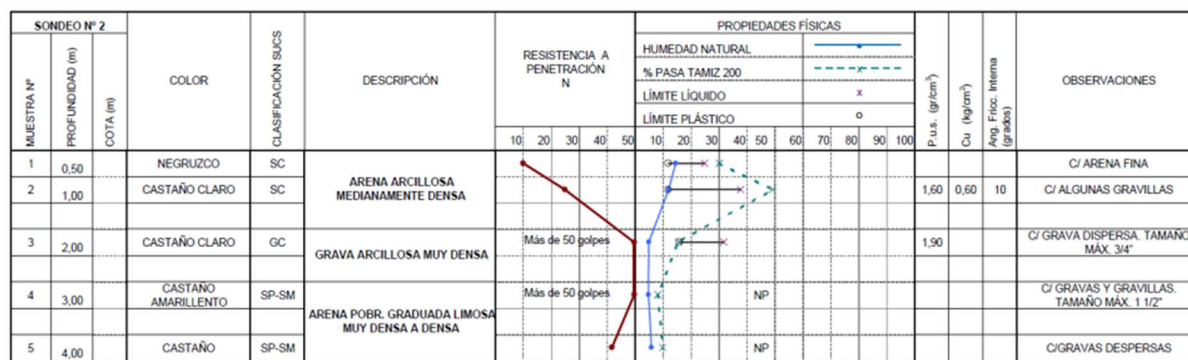 SONDEO Nº 2
MUESTRA Nº
PROFUNDIDAD (m)
COTA (m)
COLOR
CLASIFICACIÓN SUCS
DESCRIPCIÓN
RESISTENCIA A
PENETRACIÓN
N
10 20 30 40 50
PROPIEDADES FÍSICAS
HUMEDAD NATURAL
% PASA TAMIZ 200
LÍMITE LÍQUIDO
LÍMITE PLÁSTICO
10 20 30 40 50 60 70 80 90 100
P.u.s. (gr/cm³)
Cu (kg/cm²)
Ang. Fricc. Interna
(grados)
OBSERVACIONES
1 0,50 NEGRUZCO SC C/ ARENA FINA
ARENA ARCILLOSA
MEDIANAMENTE DENSA
2 1,00 CASTAÑO CLARO SC 1,60 0,60 10 C/ ALGUNAS GRAVILLAS
3 2,00 CASTAÑO CLARO GC Más de 50 golpes 1,90 C/ GRAVA DISPERSA. TAMAÑO
MÁX. 3/4"
GRAVA ARCILLOSA MUY DENSA
4 3,00 CASTAÑO
AMARILLENTO SP-SM Más de 50 golpes NP C/ GRAVAS Y GRAVILLAS.
TAMAÑO MÁX. 1 1/2"
ARENA POBR. GRADUADA LIMOSA
MUY DENSA A DENSA
5 4,00 CASTAÑO SP-SM NP C/GRAVAS DISPERSAS